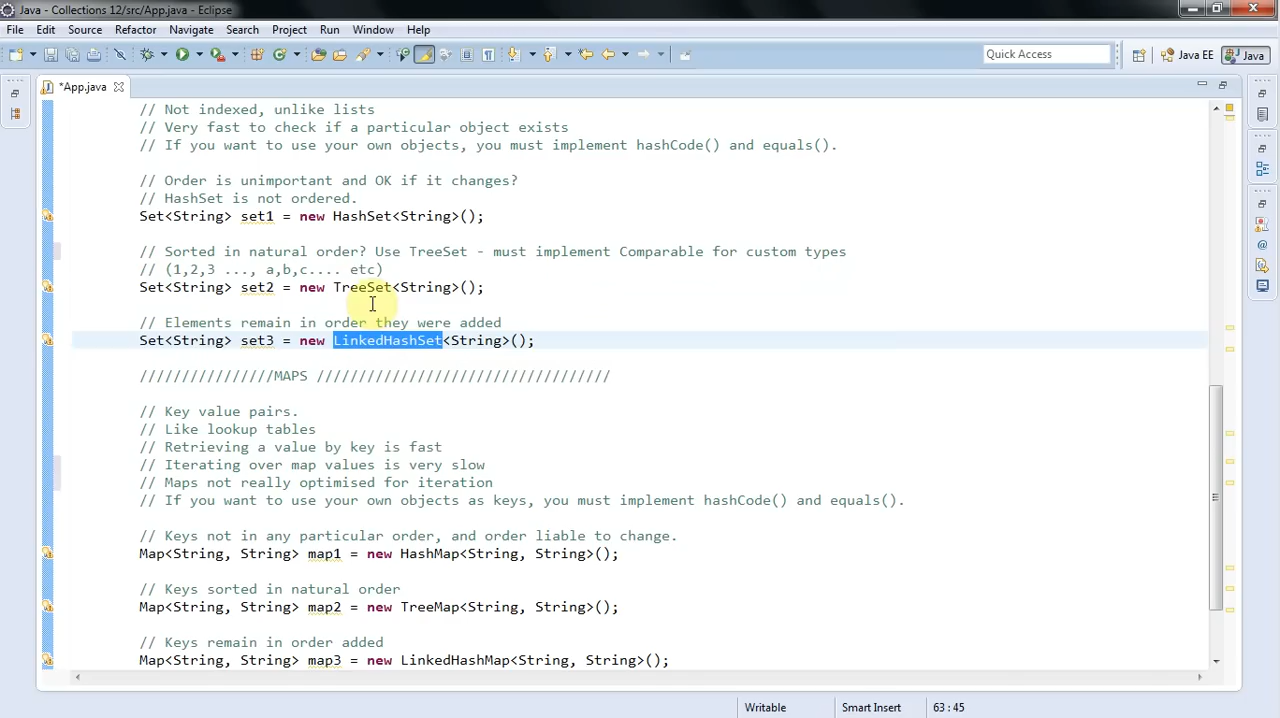 Java - Collections 12/src/App.java - Eclipse
File Edit Source Refactor Navigate Search Project Run Window Help
Quick Access
Java EE
Java
*App.java
// Not indexed, unlike lists
// Very fast to check if a particular object exists
// If you want to use your own objects, you must implement hashCode() and equals().
// Order is unimportant and OK if it changes?
// HashSet is not ordered.
Set<String> set1 = new HashSet<String>();
// Sorted in natural order? Use TreeSet - must implement Comparable for custom types
// (1,2,3 ..., a,b,c.... etc)
Set<String> set2 = new TreeSet<String>();
// Elements remain in order they were added
Set<String> set3 = new LinkedHashSet<String>();
////////////////MAPS ///////////////////////////////////
// Key value pairs.
// Like lookup tables
// Retrieving a value by key is fast
// Iterating over map values is very slow
// Maps not really optimised for iteration
// If you want to use your own objects as keys, you must implement hashCode() and equals().
// Keys not in any particular order, and order liable to change.
Map<String, String> map1 = new HashMap<String, String>();
// Keys sorted in natural order
Map<String, String> map2 = new TreeMap<String, String>();
// Keys remain in order added
Map<String, String> map3 = new LinkedHashMap<String, String>();
Writable
Smart Insert
63 : 45